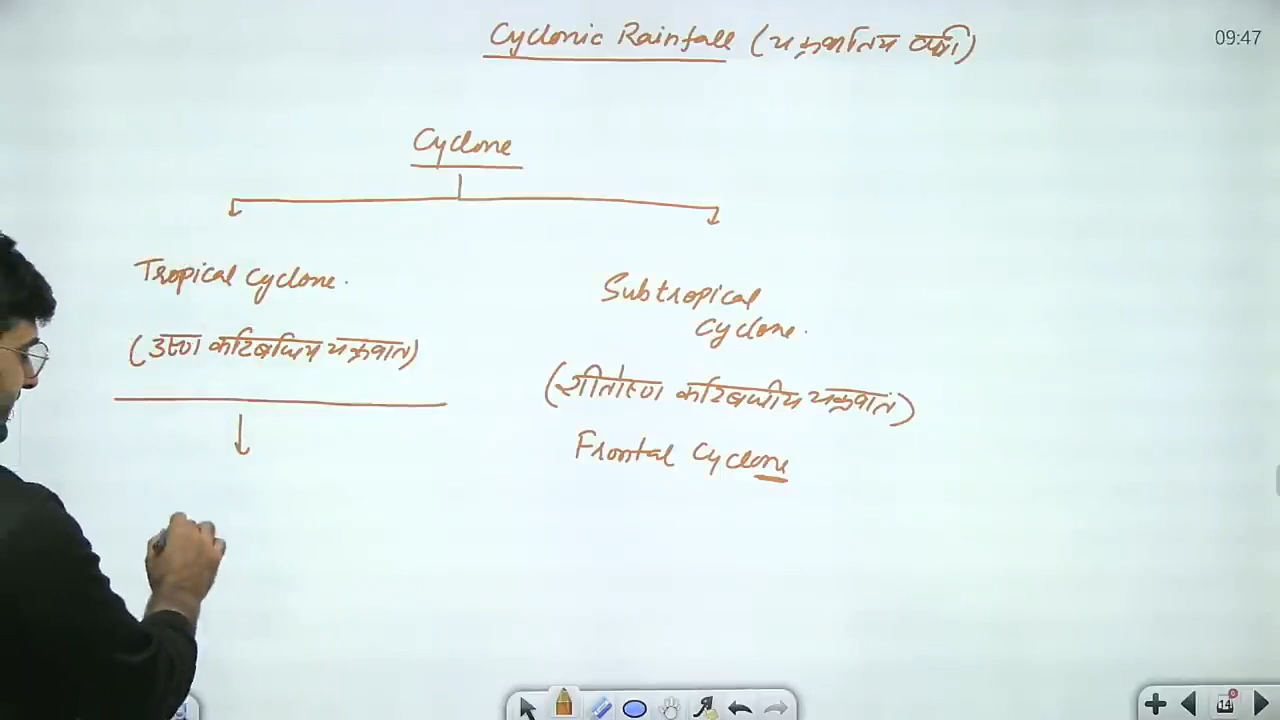 Cyclonic Rainfall (चक्रवातिय वर्षा)
09:47
Cyclone
Tropical Cyclone.
(उष्ण कटिबंधिय चक्रवात)
Subtropical
Cyclone.
(शीतोष्ण कटिबंधीय चक्रवात)
Frontal Cyclone
14